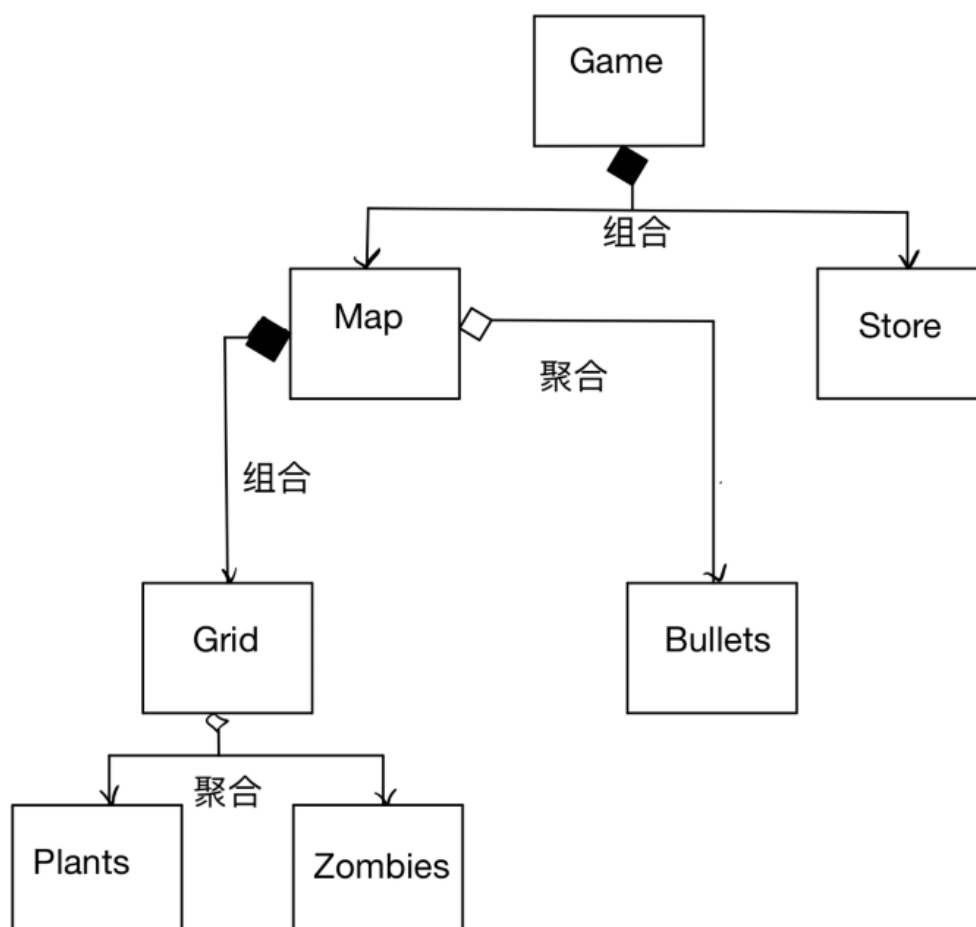 Game
组合
Map
Store
聚合
组合
Grid
Bullets
聚合
Plants
Zombies